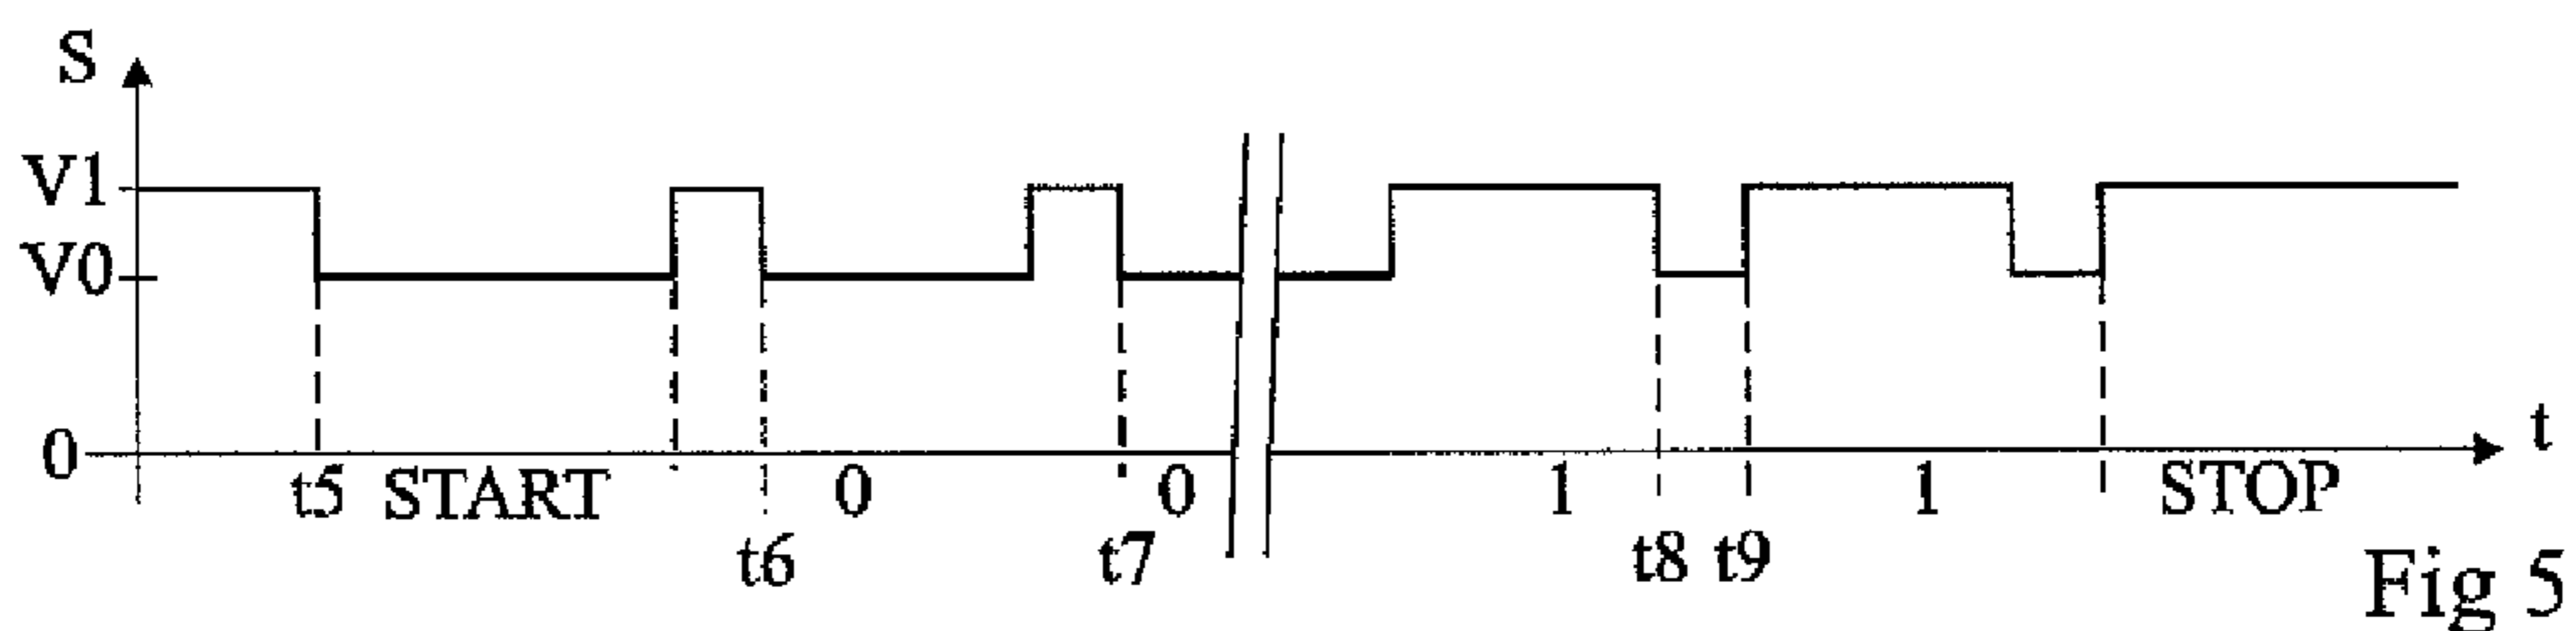 S
V1
V0
0
t
t5 START 0 0 1 1 STOP
t6 t7 t8 t9
Fig 5